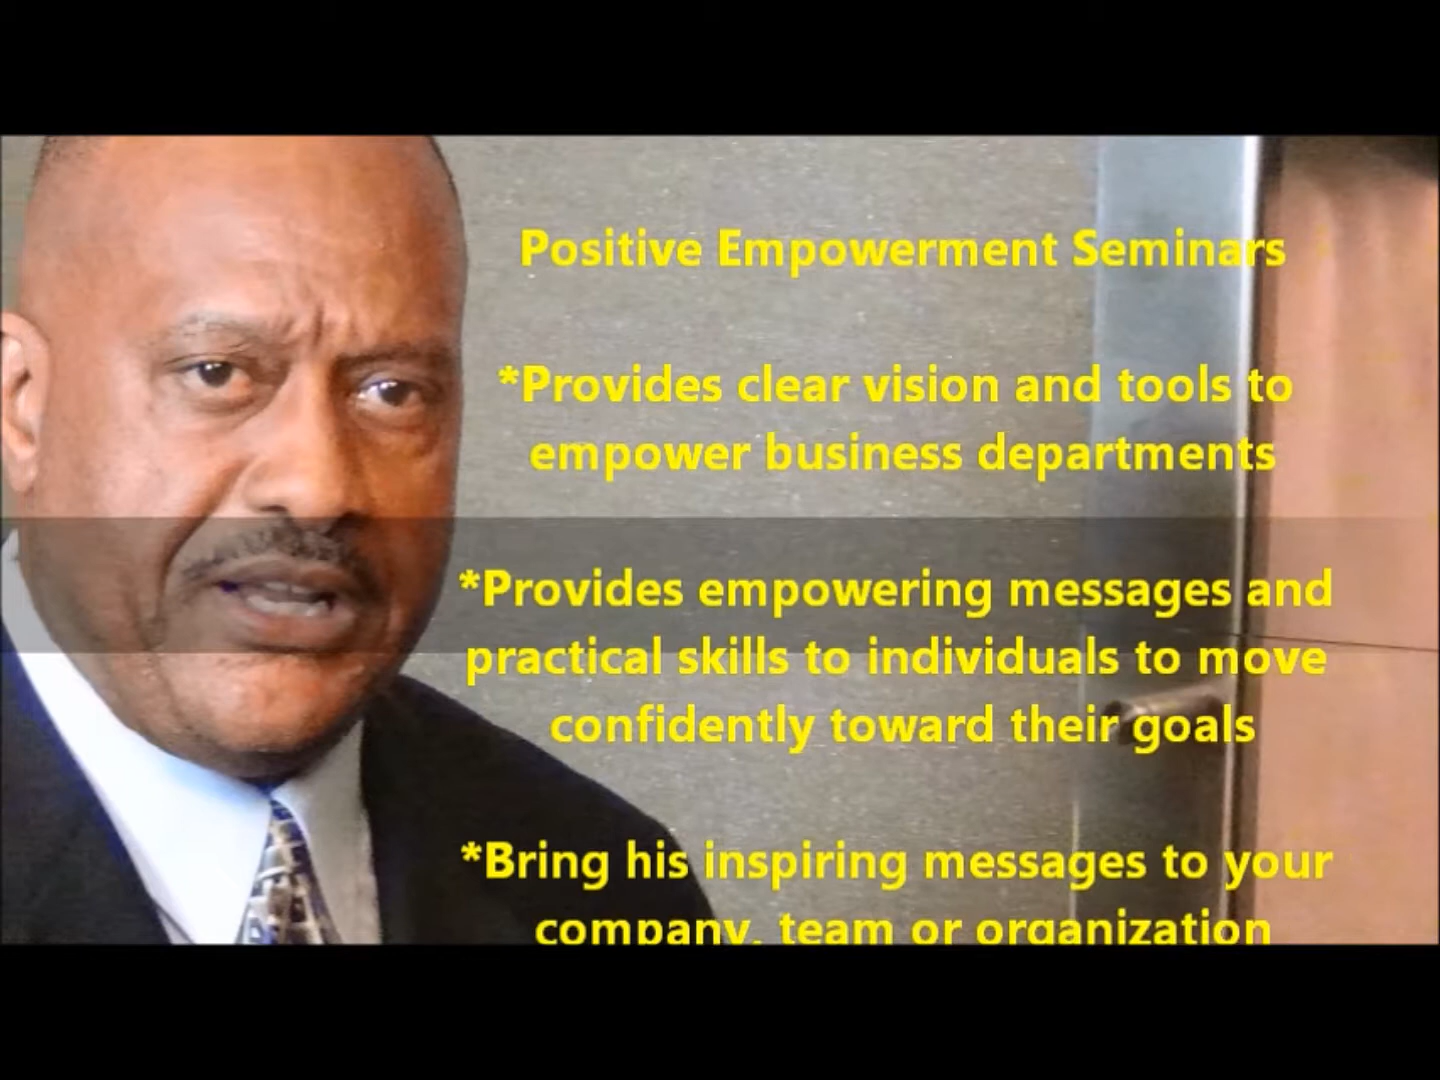 Positive Empowerment Seminars
*Provides clear vision and tools to
empower business departments
*Provides empowering messages and
practical skills to individuals to move
confidently toward their goals
*Bring his inspiring messages to your
company, team or organization